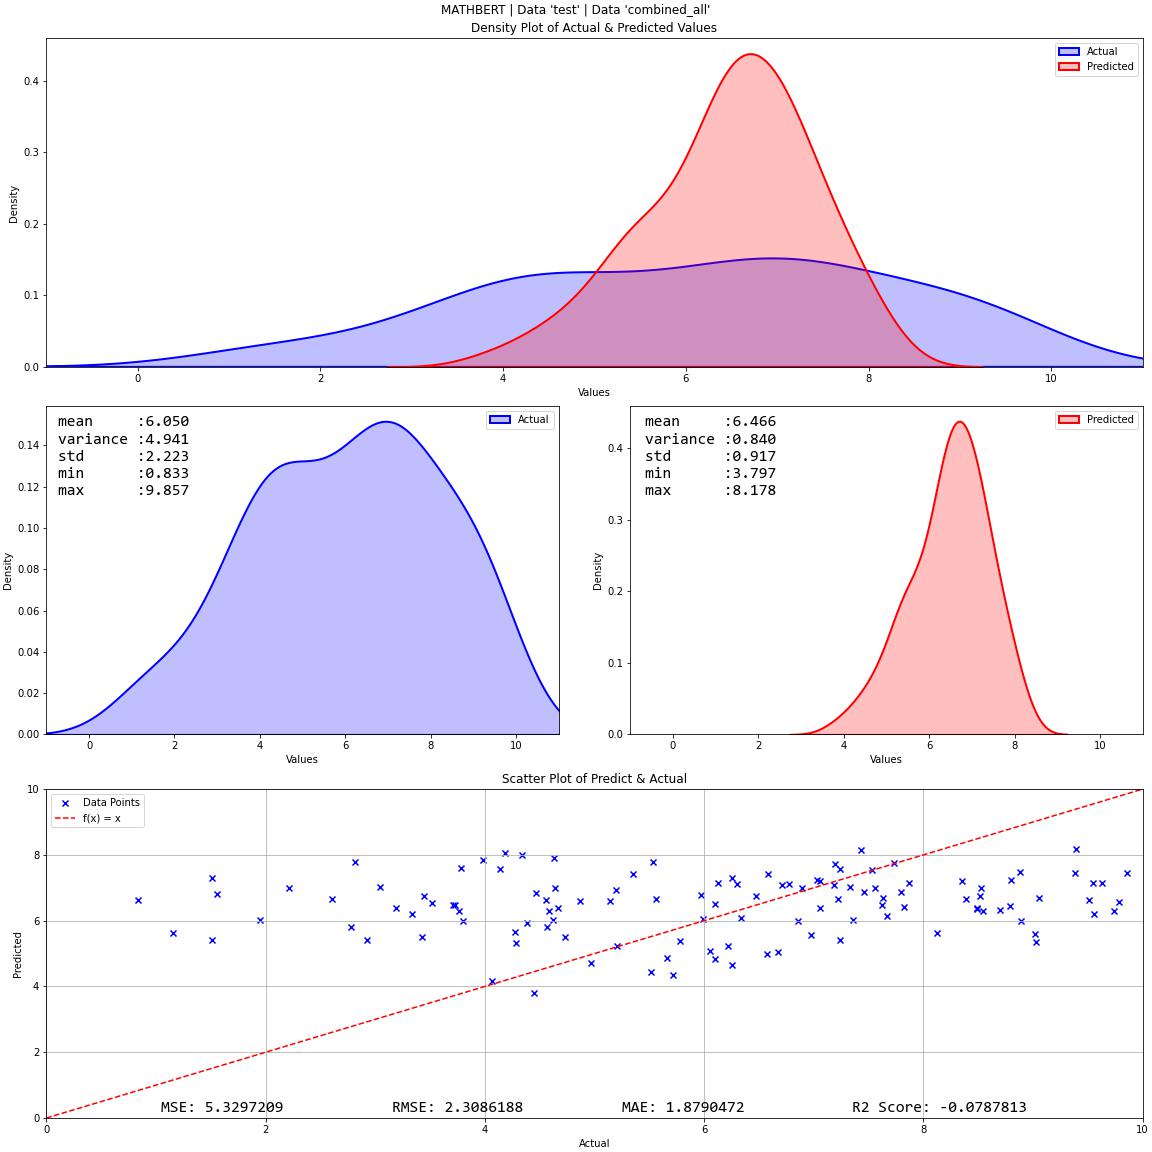 MATHBERT | Data 'test' | Data 'combined_all'
Density Plot of Actual & Predicted Values
Actual
Predicted
0.4
0.3
0.2
0.1
0.0
Density
0 2 4 6 8 10
Values
mean :6.050
variance :4.941
std :2.223
min :0.833
max :9.857
Actual
0.14
0.12
0.10
0.08
0.06
0.04
0.02
0.00
Density
0 2 4 6 8 10
Values
mean :6.466
variance :0.840
std :0.917
min :3.797
max :8.178
Predicted
0.4
0.3
0.2
0.1
0.0
Density
0 2 4 6 8 10
Values
Scatter Plot of Predict & Actual
Data Points
f(x) = x
10
8
6
4
2
0
Predicted
MSE: 5.3297209 RMSE: 2.3086188 MAE: 1.8790472 R2 Score: -0.0787813
0 2 4 6 8 10
Actual